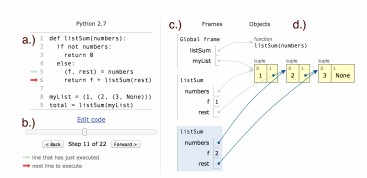 Python 2.7
a.)
1 def listSum(numbers):
2 if not numbers:
3 return 0
4 else:
5 (f, rest) = numbers
6 return f + listSum(rest)
7
8 myList = (1, (2, (3, None)))
9 total = listSum(myList)
Edit code
b.)
< Back Step 11 of 22 Forward >
line that has just executed
next line to execute
c.) Frames Objects d.)
Global frame
listSum
myList
function
listSum(numbers)
tuple
0 1
1
tuple
0 1
2
tuple
0 1
3 None
listSum
numbers
f 1
rest
listSum
numbers
f 2
rest